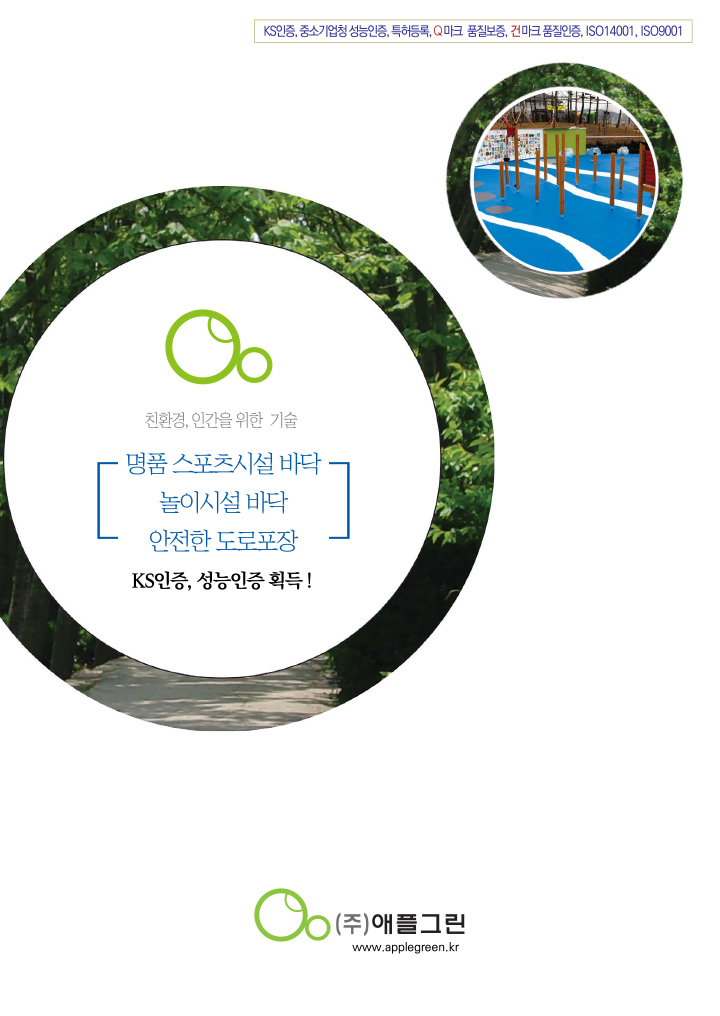 KS인증, 중소기업청 성능인증, 특허등록, Q 마크 품질보증, 건 마크 품질인증, ISO14001, ISO9001
친환경, 인간을 위한 기술
명품 스포츠시설 바닥
놀이시설 바닥
안전한 도로포장
KS인증, 성능인증 획득 !
(주)애플그린
www.applegreen.kr